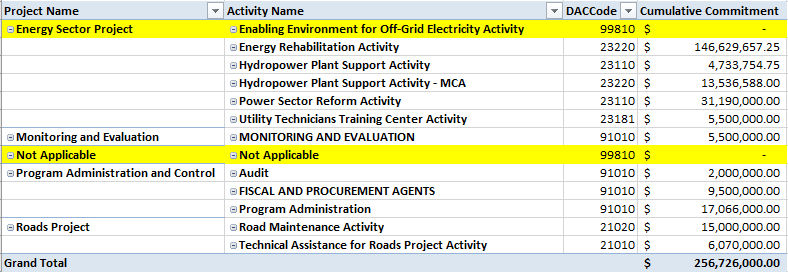 Project Name Activity Name DACCode Cumulative Commitment
Energy Sector Project Enabling Environment for Off-Grid Electricity Activity 99810 $ -
Energy Rehabilitation Activity 23220 $ 146,629,657.25
Hydropower Plant Support Activity 23110 $ 4,733,754.75
Hydropower Plant Support Activity - MCA 23220 $ 13,536,588.00
Power Sector Reform Activity 23110 $ 31,190,000.00
Utility Technicians Training Center Activity 23181 $ 5,500,000.00
Monitoring and Evaluation MONITORING AND EVALUATION 91010 $ 5,500,000.00
Not Applicable Not Applicable 99810 $ -
Program Administration and Control Audit 91010 $ 2,000,000.00
FISCAL AND PROCUREMENT AGENTS 91010 $ 9,500,000.00
Program Administration 91010 $ 17,066,000.00
Roads Project Road Maintenance Activity 21020 $ 15,000,000.00
Technical Assistance for Roads Project Activity 21010 $ 6,070,000.00
Grand Total $ 256,726,000.00